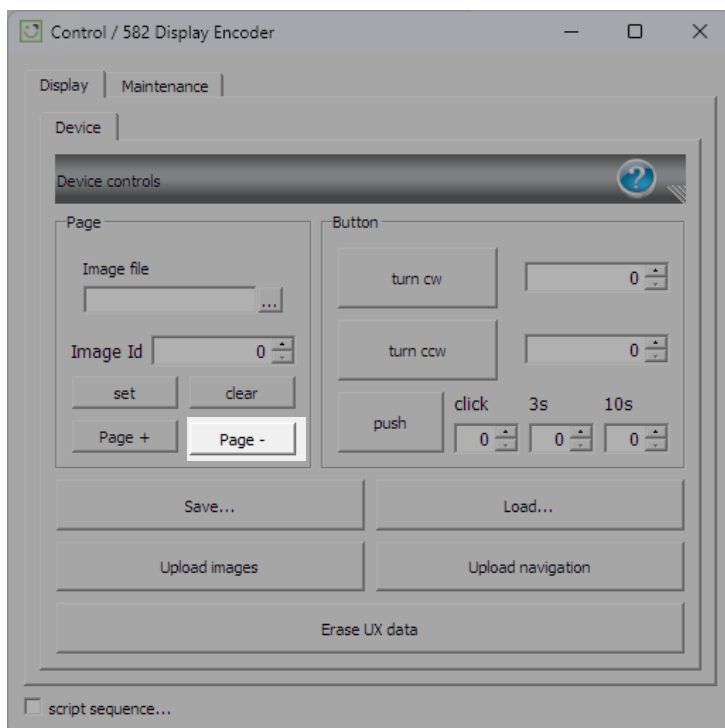 Control / 582 Display Encoder
Display
Maintenance
Device
Device controls
?
Page
Image file
...
Image Id
0
set
clear
Page +
Page -
Button
turn cw
0
turn ccw
0
push
click
3s
10s
0
0
0
Save...
Load...
Upload images
Upload navigation
Erase UX data
script sequence...